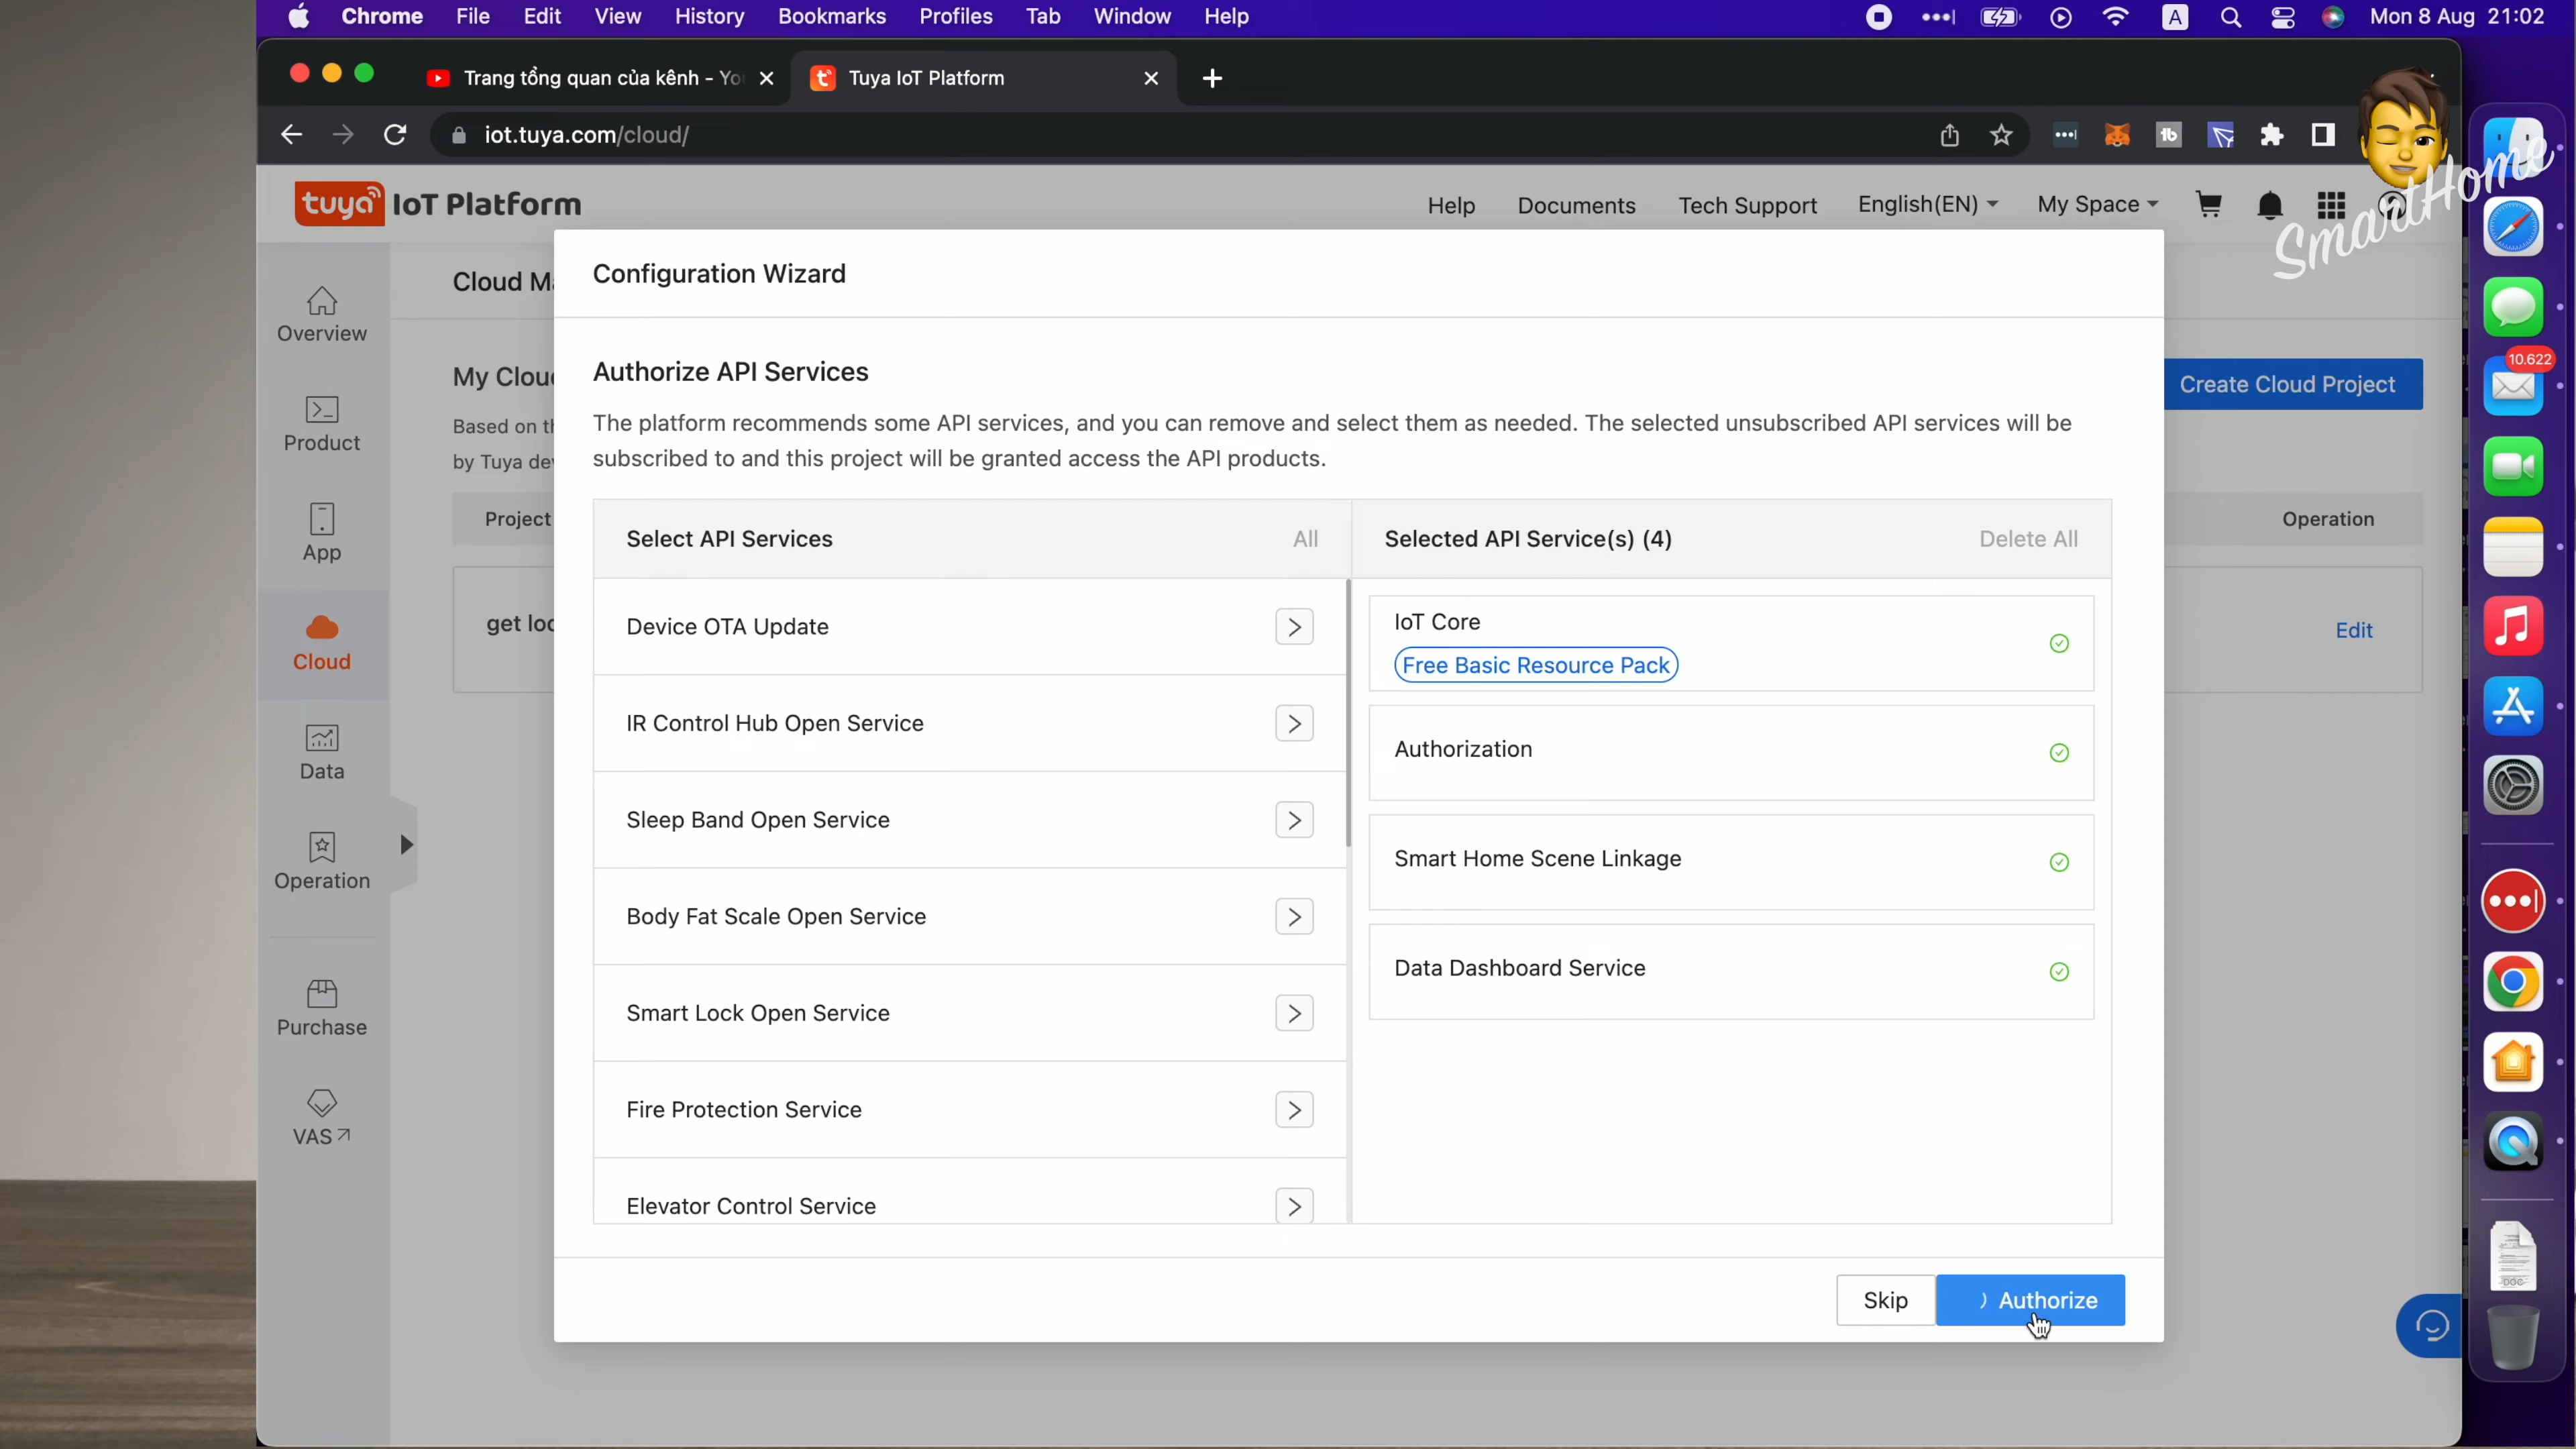 Chrome File Edit View History Bookmarks Profiles Tab Window Help A Mon 8 Aug 21:02
Trang tổng quan của kênh - You
Tuya IoT Platform
iot.tuya.com/cloud/
tuya IoT Platform
Help Documents Tech Support English(EN) My Space
SmartHome
Overview
Product
App
Cloud
Data
Operation
Purchase
VAS
Cloud Ma
My Clou
Based on th
by Tuya dev
Project
get loc
Create Cloud Project
Operation
Edit
Configuration Wizard
Authorize API Services
The platform recommends some API services, and you can remove and select them as needed. The selected unsubscribed API services will be
subscribed to and this project will be granted access the API products.
Select API Services All
Device OTA Update
IR Control Hub Open Service
Sleep Band Open Service
Body Fat Scale Open Service
Smart Lock Open Service
Fire Protection Service
Elevator Control Service
Selected API Service(s) (4) Delete All
IoT Core
Free Basic Resource Pack
Authorization
Smart Home Scene Linkage
Data Dashboard Service
Skip
Authorize
10.622
DOC